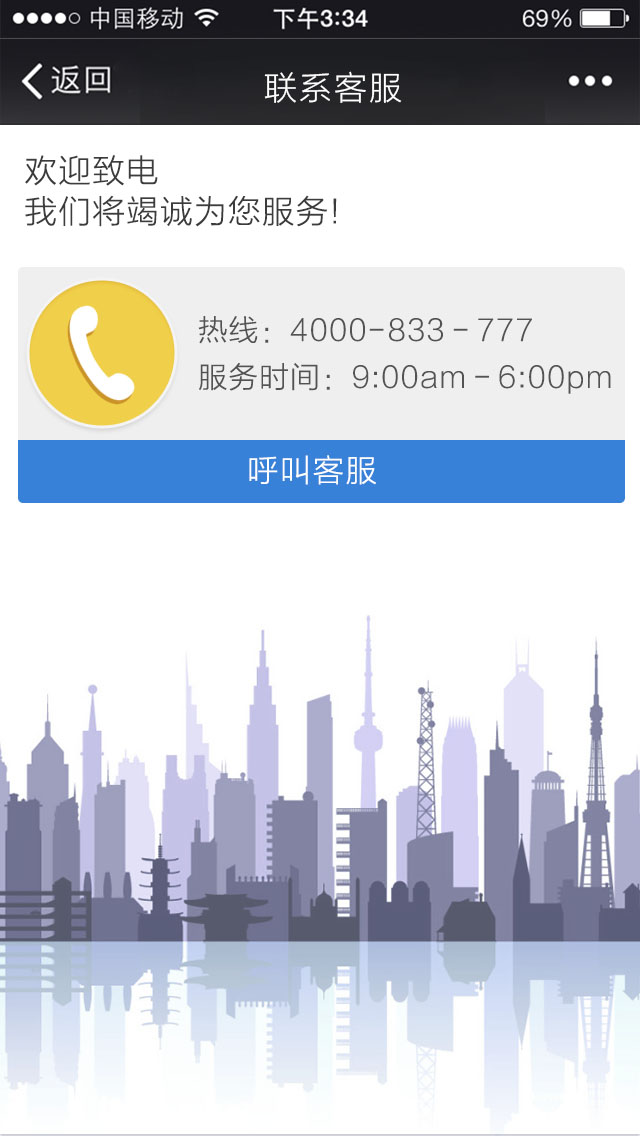 中国移动 下午3:34 69%
返回 联系客服
欢迎致电
我们将竭诚为您服务!
热线：4000-833-777
服务时间：9:00am-6:00pm
呼叫客服